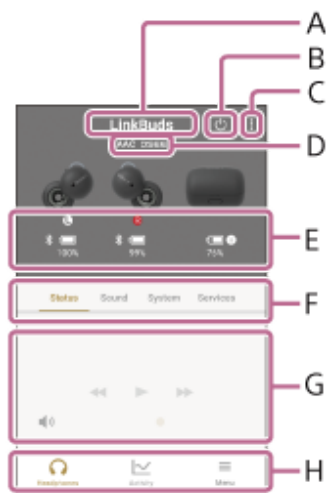 A
B
C
LinkBuds
AAC DSEE
D
L R
100% 99% 75%
E
Status Sound System Services
F
G
Headphones Activity Menu
H